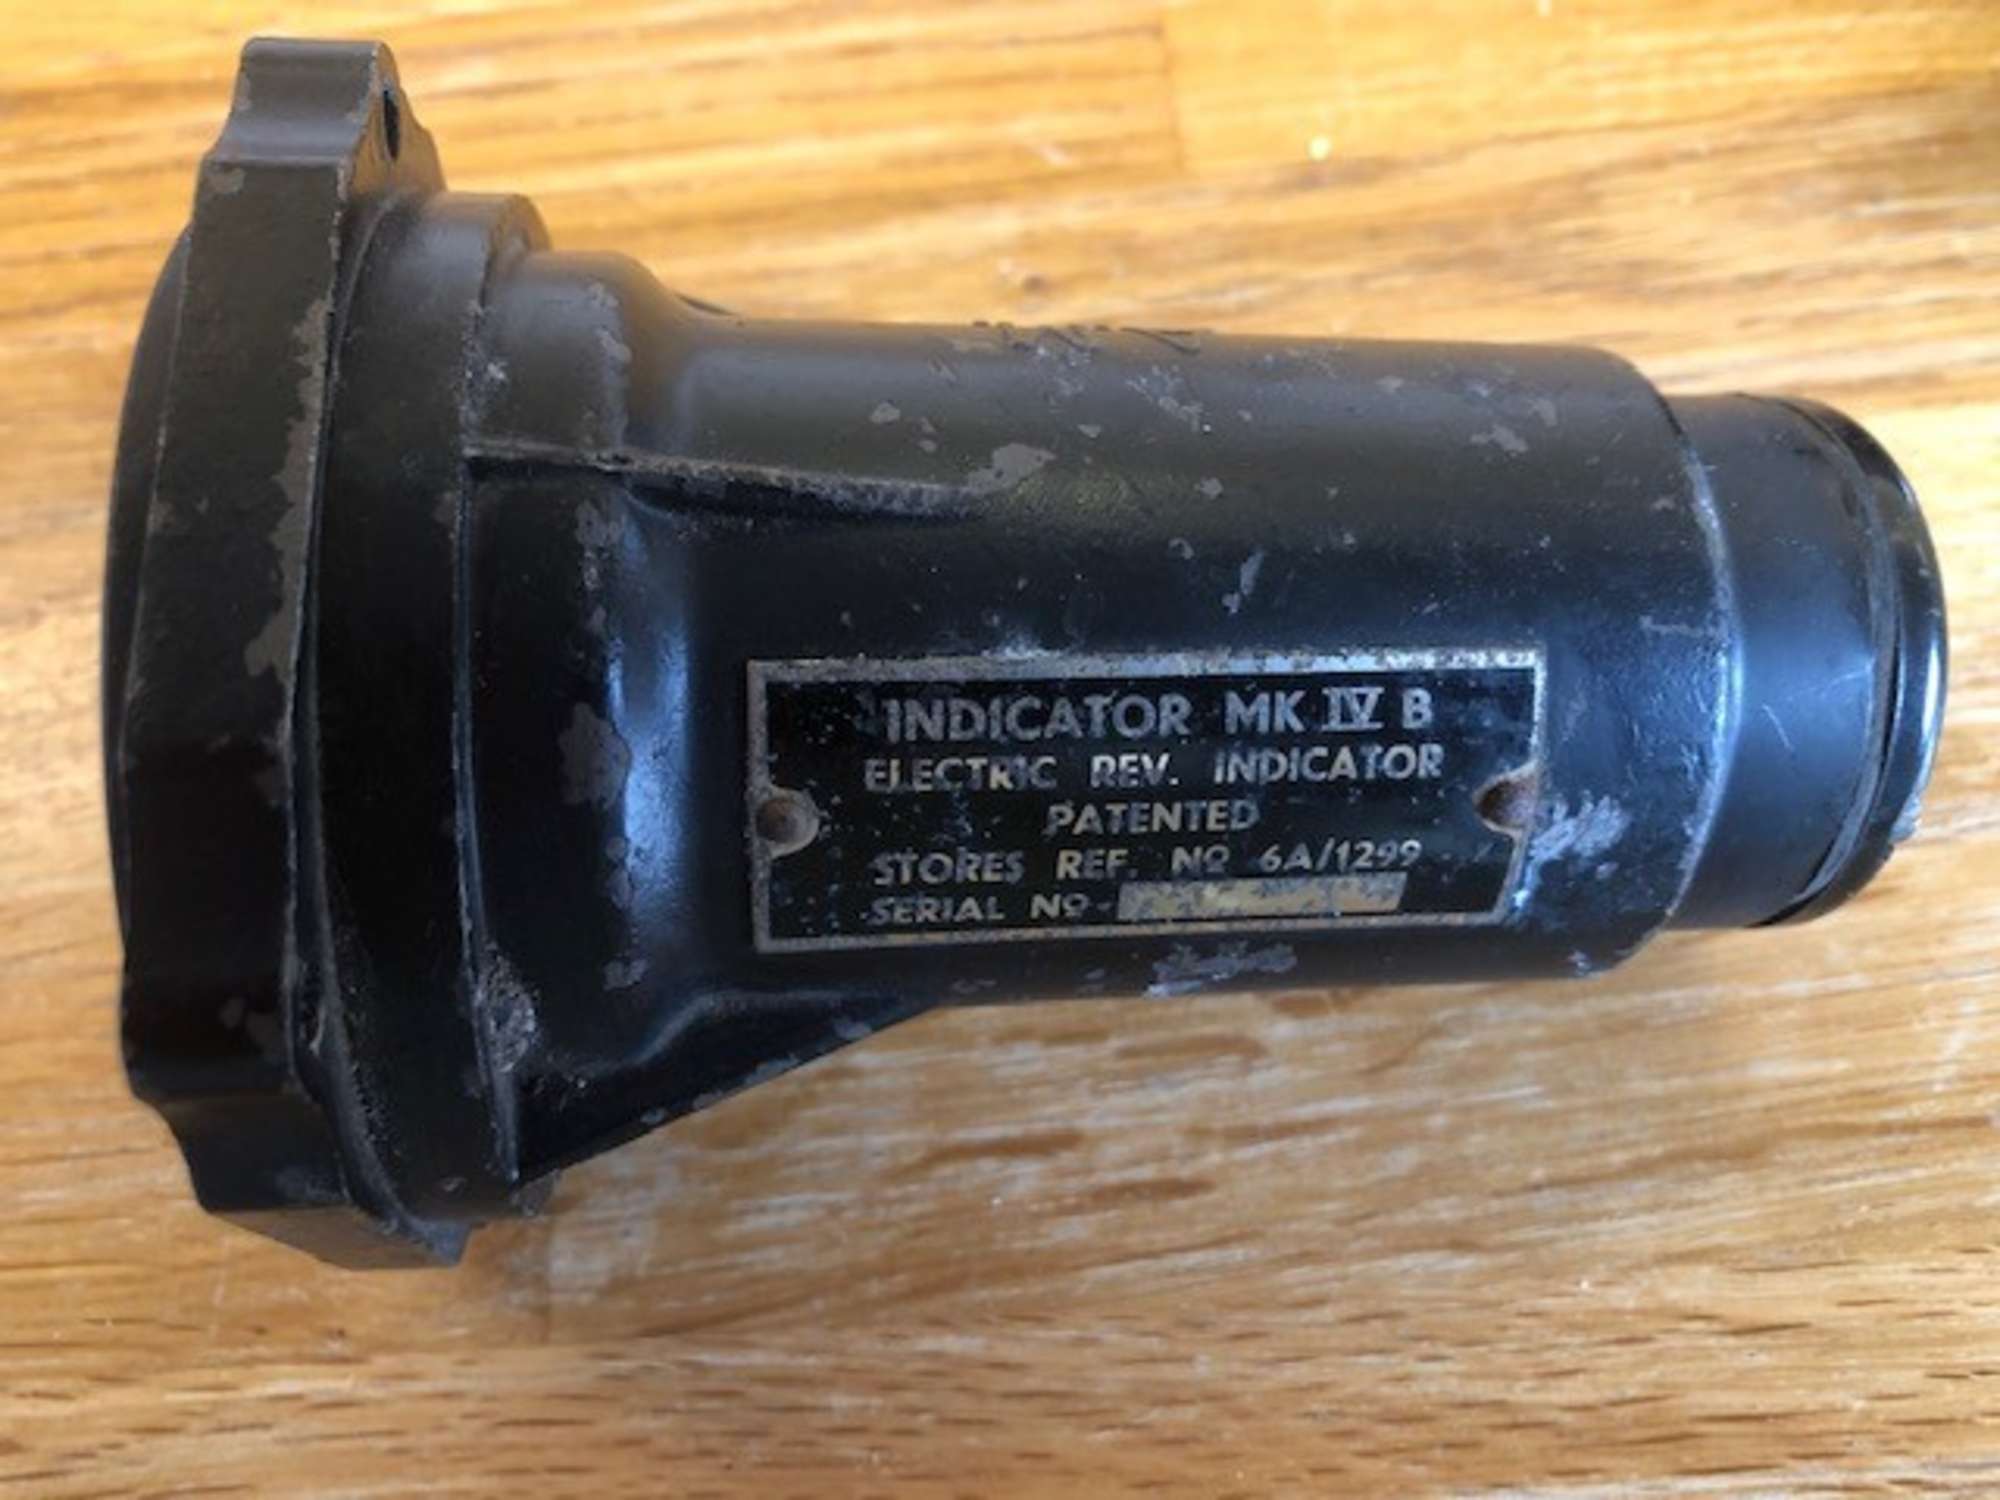 INDICATOR MK IV B
ELECTRIC REV. INDICATOR
PATENTED
STORES REF. Nº 6A/1299
SERIAL Nº